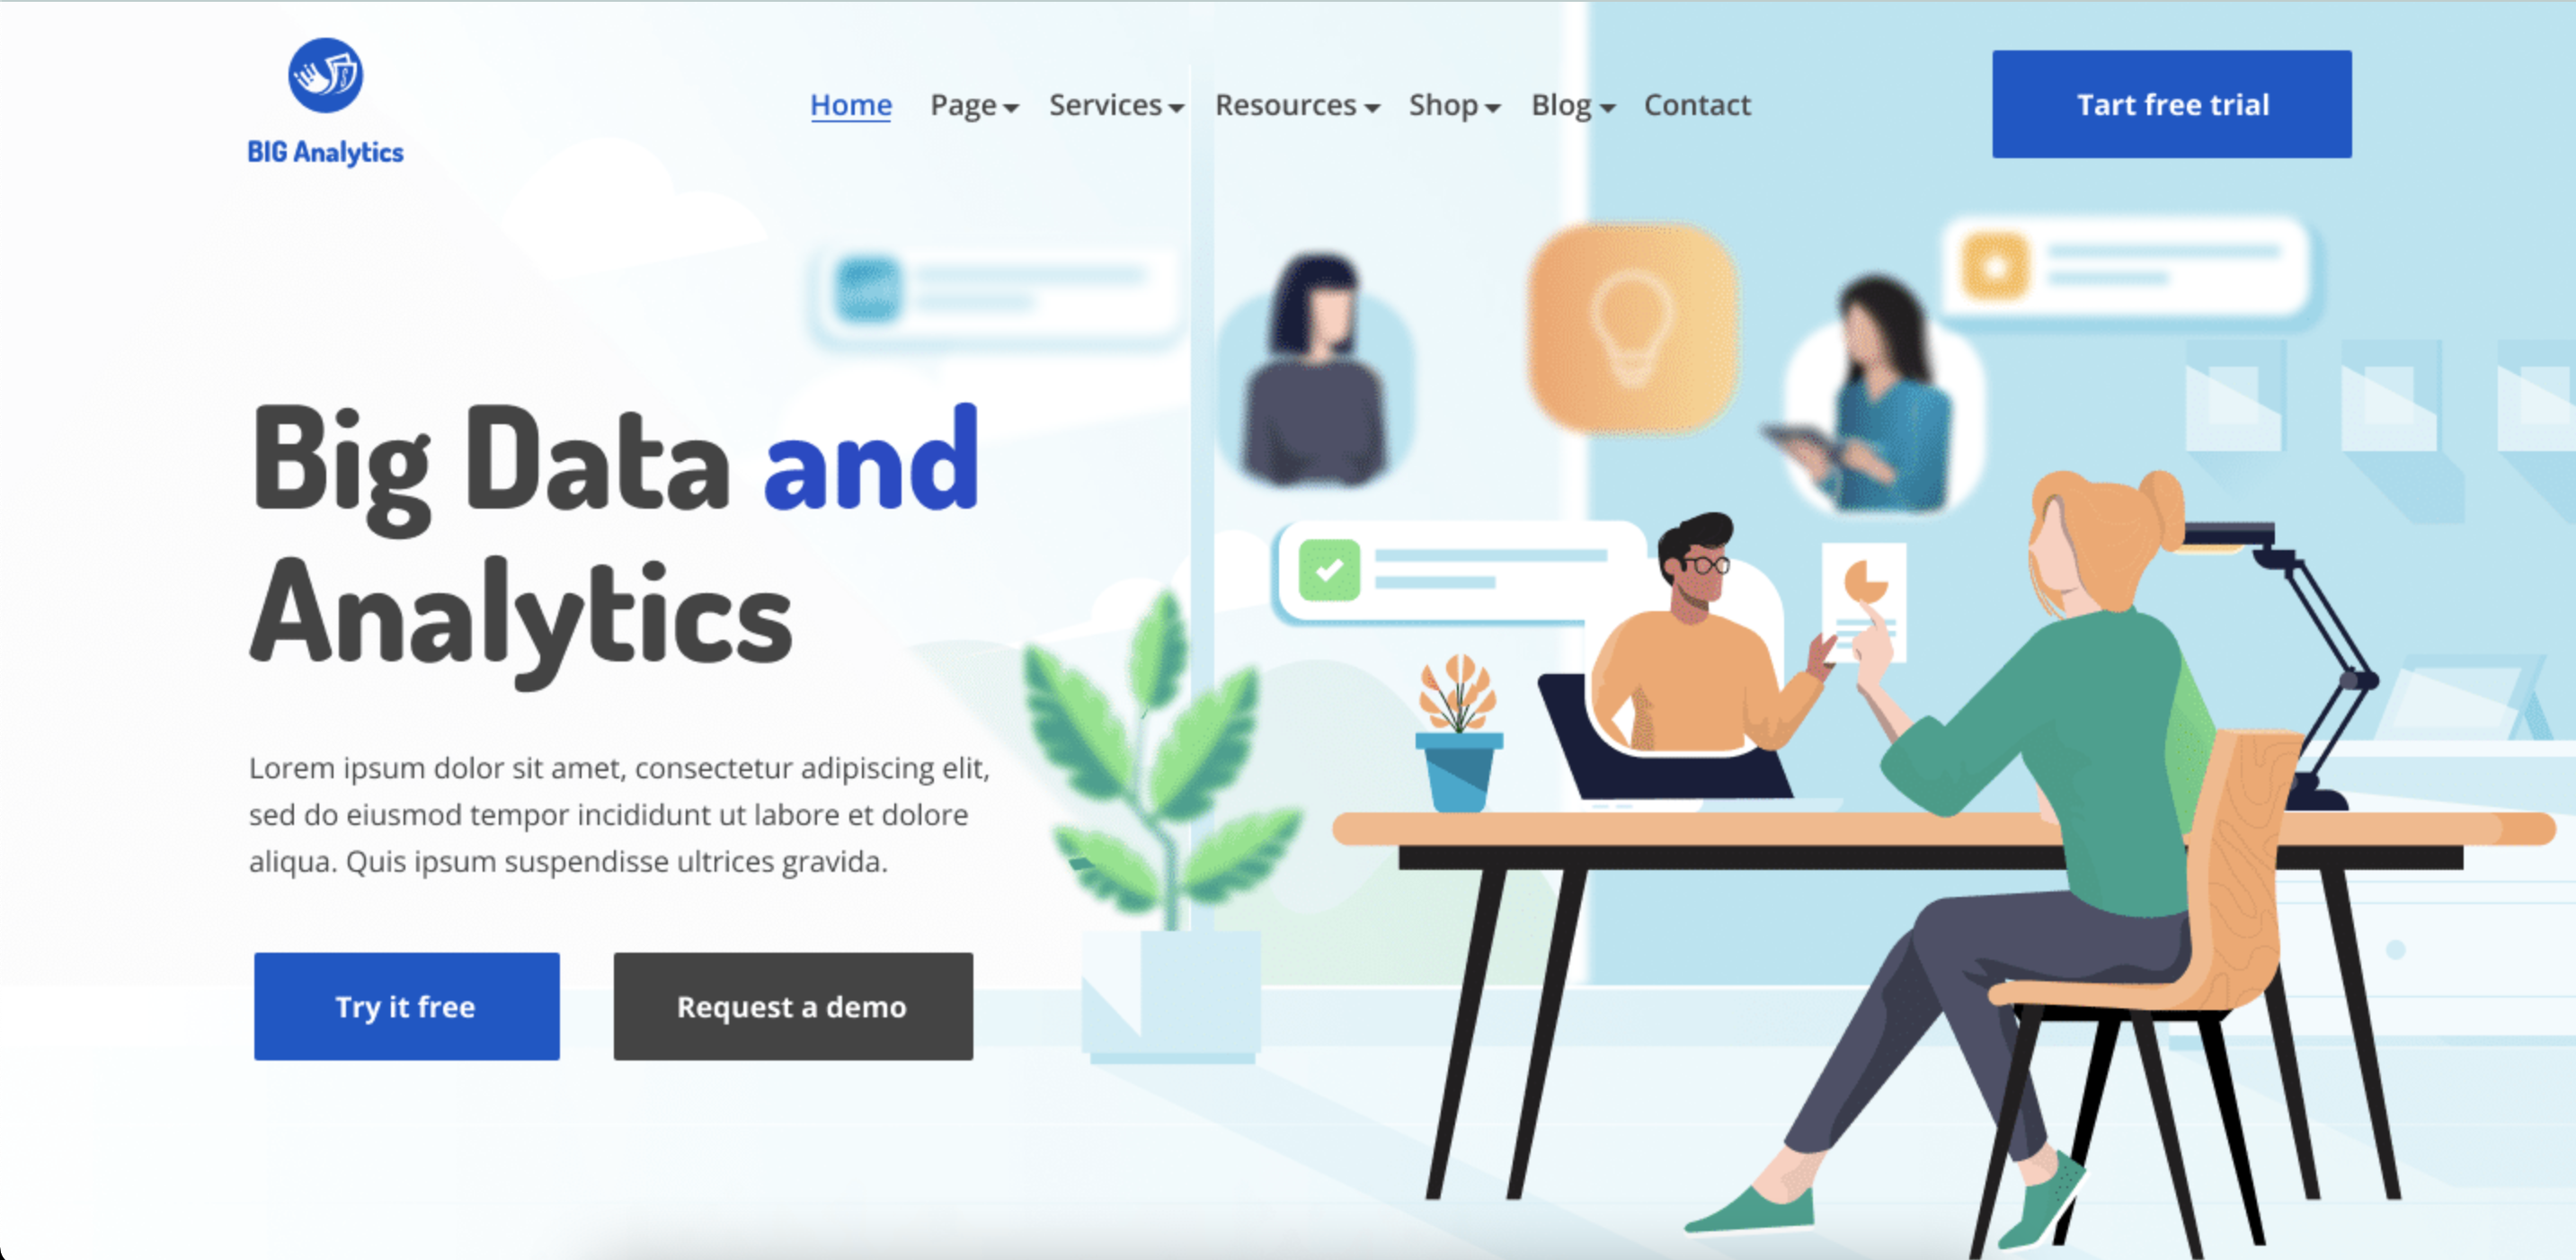 BIG Analytics
Home Page Services Resources Shop Blog Contact
Tart free trial
Big Data and
Analytics
Lorem ipsum dolor sit amet, consectetur adipiscing elit,
sed do eiusmod tempor incididunt ut labore et dolore
aliqua. Quis ipsum suspendisse ultrices gravida.
Try it free
Request a demo